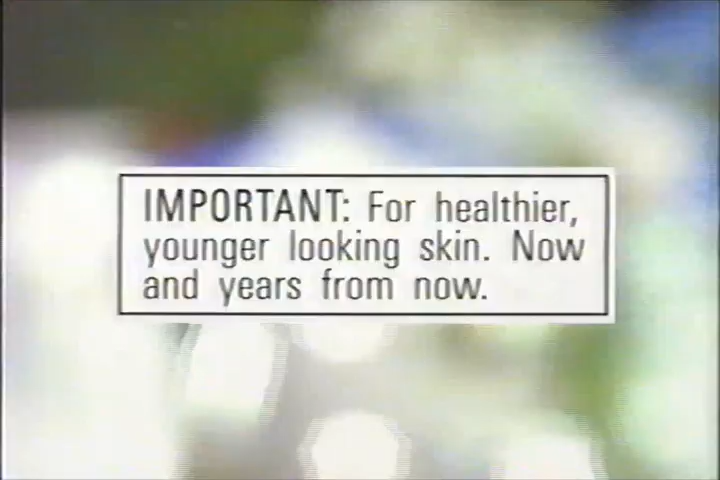 IMPORTANT: For healthier,
younger looking skin. Now
and years from now.